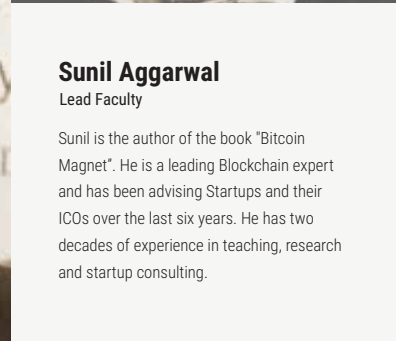 Sunil Aggarwal
Lead Faculty
Sunil is the author of the book "Bitcoin
Magnet". He is a leading Blockchain expert
and has been advising Startups and their
ICOs over the last six years. He has two
decades of experience in teaching, research
and startup consulting.